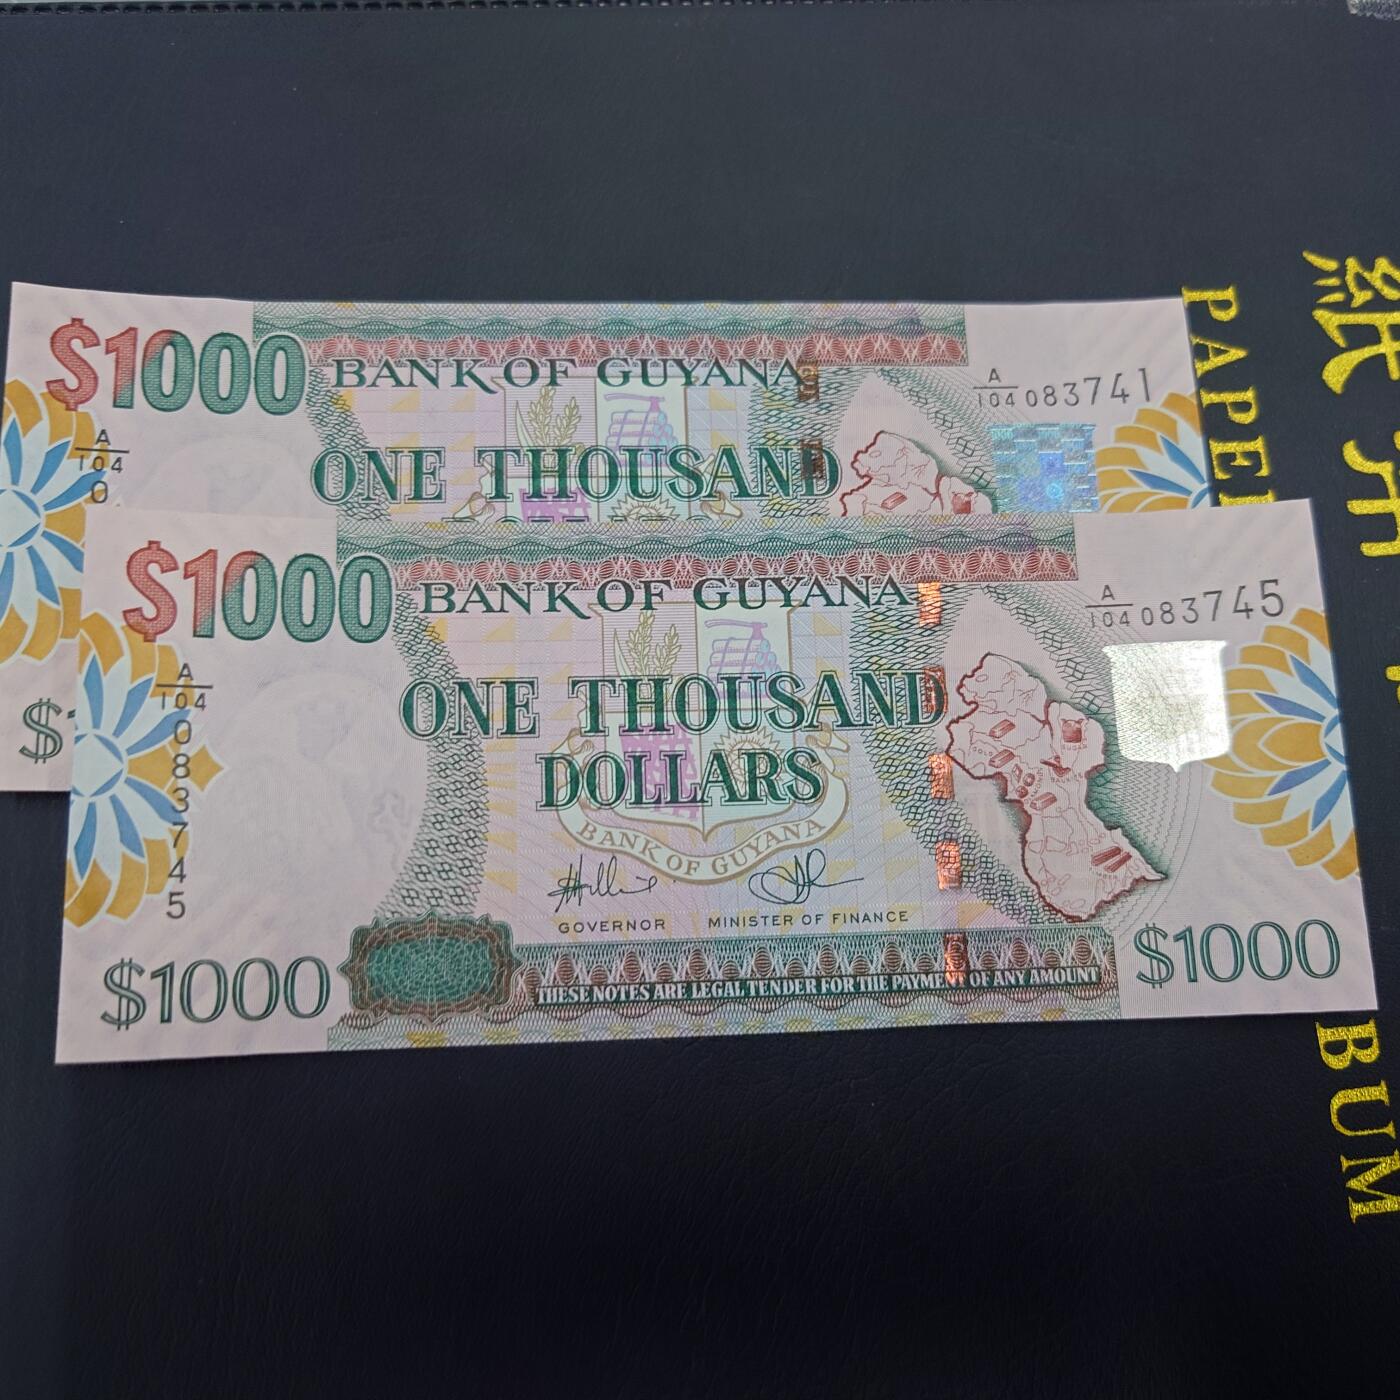 $1000
BANK OF GUYANA
A
104 083741
A
104
0
ONE THOUSAND
$
$1000
BANK OF GUYANA
A
104 083745
A
104
0
8
3
7
4
5
ONE THOUSAND
DOLLARS
BANK OF GUYANA
GOVERNOR
MINISTER OF FINANCE
$1000
THESE NOTES ARE LEGAL TENDER FOR THE PAYMENT OF ANY AMOUNT
$1000
GOLD
SUGAR
PAPE
BUM
紙